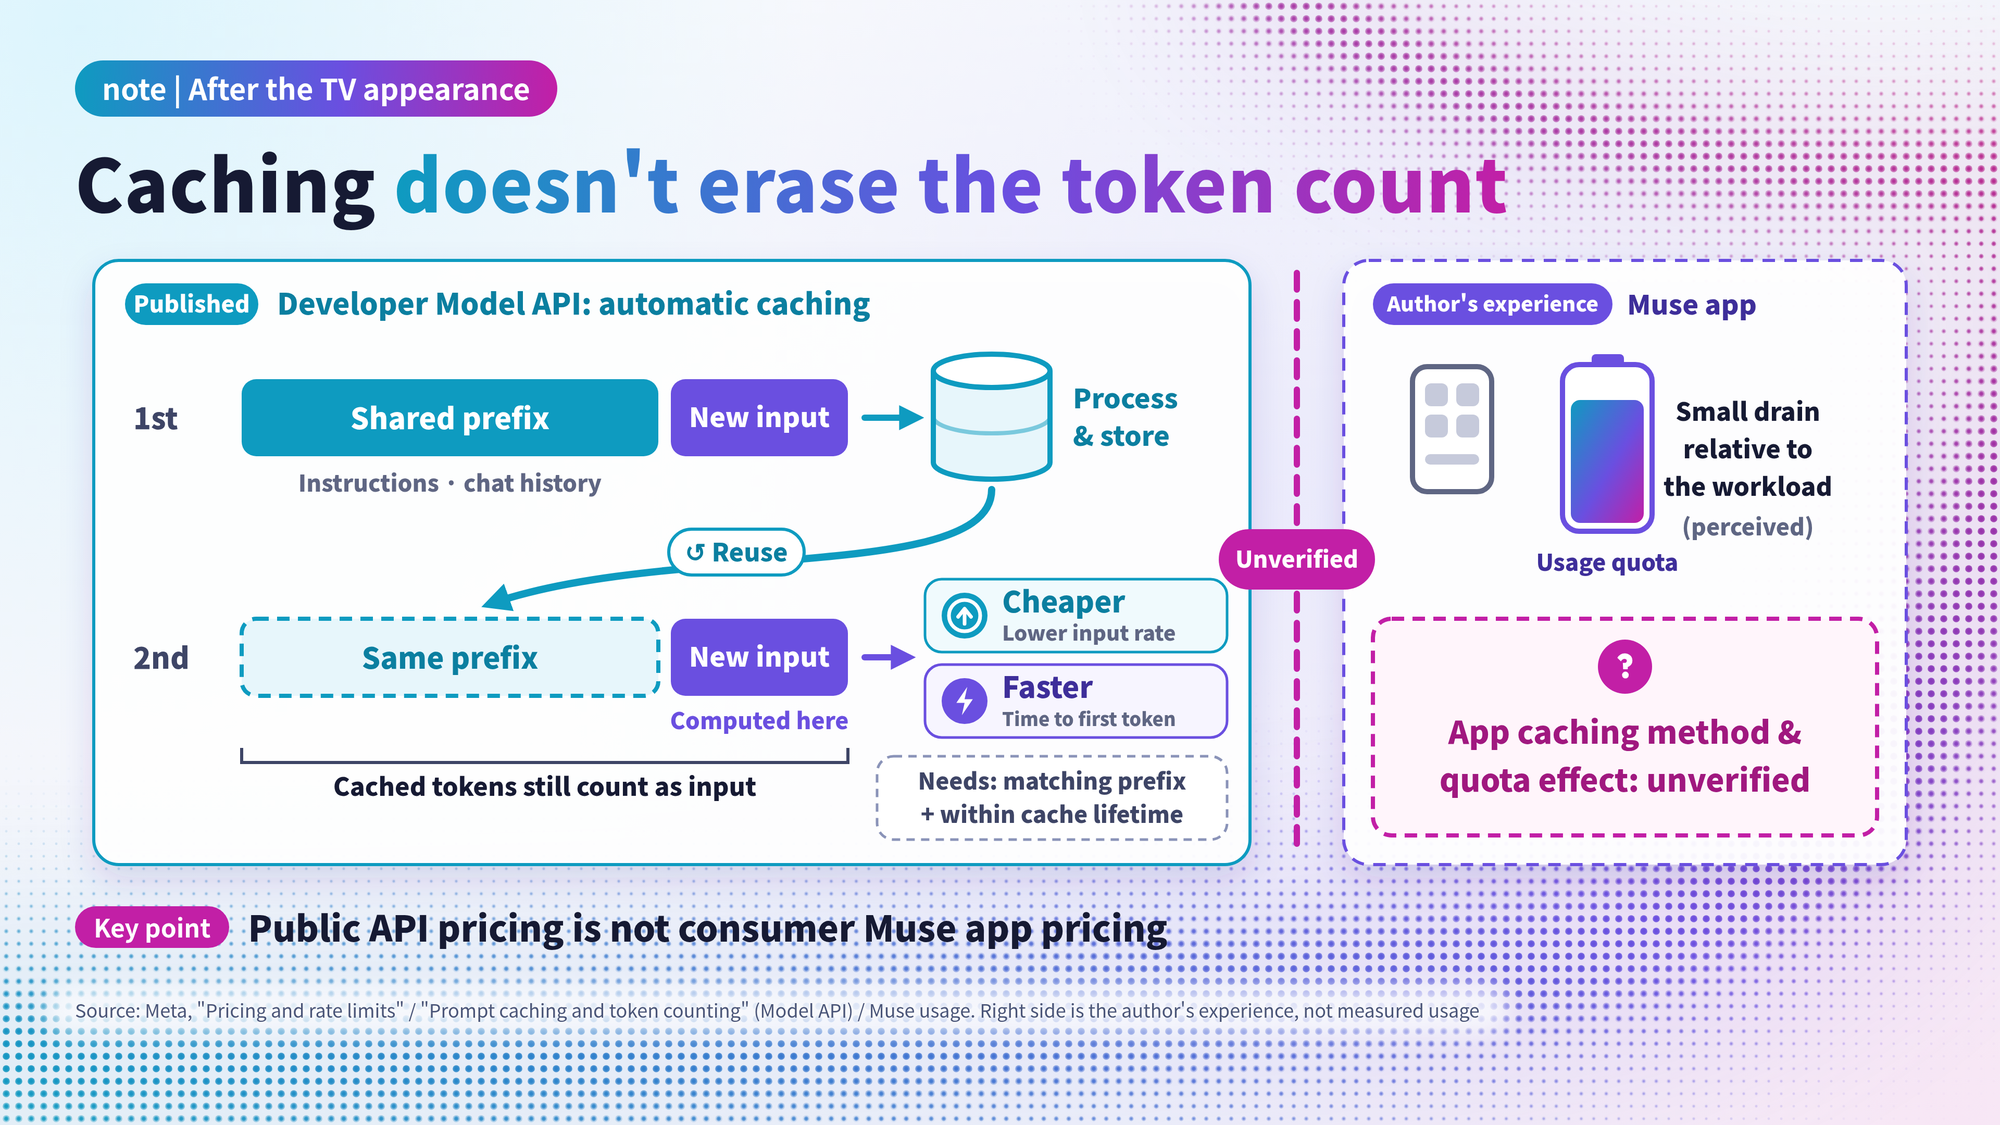 note | After the TV appearance
Caching doesn't erase the token count
Published
Developer Model API: automatic caching
1st
Shared prefix
New input
Process
& store
Instructions · chat history
↺ Reuse
2nd
Same prefix
New input
Computed here
Cheaper
Lower input rate
Faster
Time to first token
Cached tokens still count as input
Needs: matching prefix
+ within cache lifetime
Unverified
Author's experience
Muse app
Small drain
relative to
the workload
(perceived)
Usage quota
?
App caching method &
quota effect: unverified
Key point
Public API pricing is not consumer Muse app pricing
Source: Meta, "Pricing and rate limits" / "Prompt caching and token counting" (Model API) / Muse usage. Right side is the author's experience, not measured usage